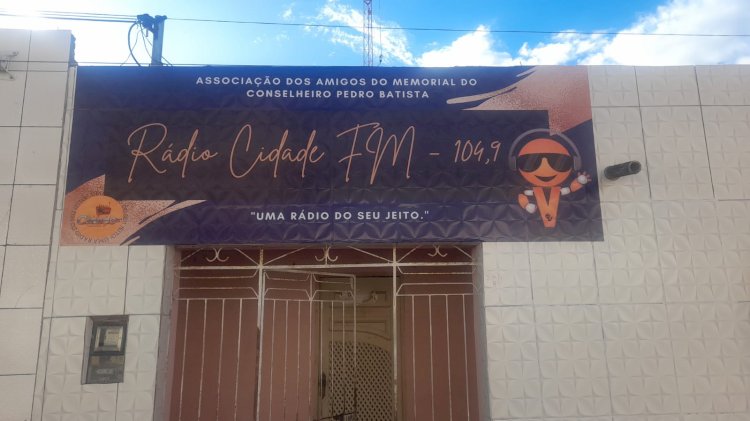 ASSOCIAÇÃO DOS AMIGOS DO MEMORIAL DO
CONSELHEIRO PEDRO BATISTA
Rádio Cidade FM - 104,9
"UMA RÁDIO DO SEU JEITO."
Cidade